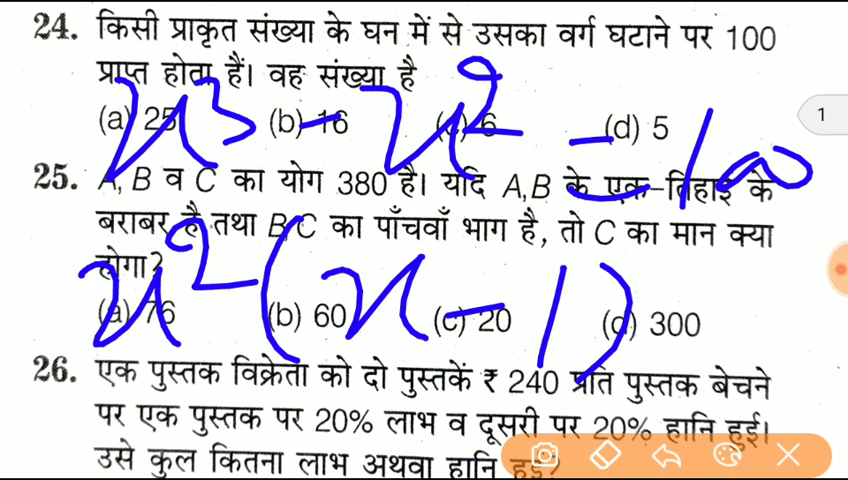 24. किसी प्राकृत संख्या के घन में से उसका वर्ग घटाने पर 100
प्राप्त होता हैं। वह संख्या है
(a) 25 (b) 16 (c) 6 (d) 5
x³ - x² = 100
25. A, B व C का योग 380 है। यदि A, B के एक-तिहाई के
बराबर है तथा B, C का पाँचवाँ भाग है, तो C का मान क्या
होगा?
x² (x - 1)
(a) 76 (b) 60 (c) 20 (d) 300
26. एक पुस्तक विक्रेता को दो पुस्तकें ₹ 240 प्रति पुस्तक बेचने
पर एक पुस्तक पर 20% लाभ व दूसरी पर 20% हानि हुई।
उसे कुल कितना लाभ अथवा हानि हुई?
1